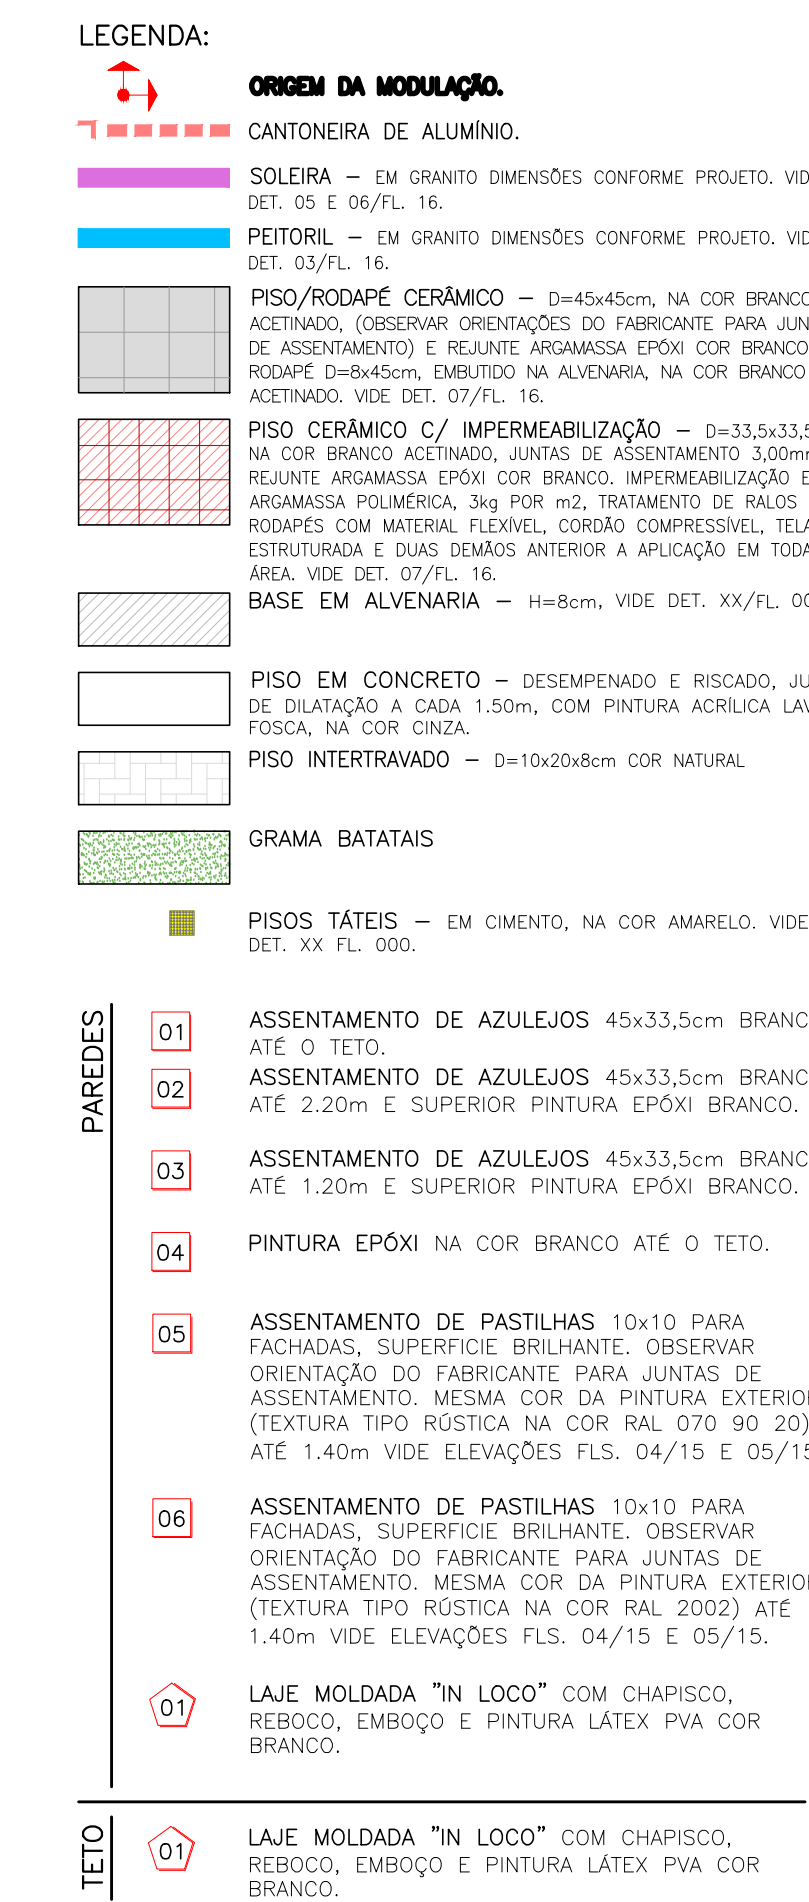 LEGENDA:
ORIGEM DA MODULAÇÃO.
CANTONEIRA DE ALUMÍNIO.
SOLEIRA – EM GRANITO DIMENSÕES CONFORME PROJETO.
DET. 05 E 06/FL. 16.
PEITORIL – EM GRANITO DIMENSÕES CONFORME PROJETO.
DET. 03/FL. 16.
PISO/RODAPÉ CERÂMICO – D=45x45cm, NA COR BRANCO
ACETINADO, (OBSERVAR ORIENTAÇÕES DO FABRICANTE PARA
DE ASSENTAMENTO) E REJUNTE ARGAMASSA EPÓXI COR BRANCO
RODAPÉ D=8x45cm, EMBUTIDO NA ALVENARIA, NA COR BRANCO
ACETINADO. VIDE DET. 07/FL. 16.
PISO CERÂMICO C/ IMPERMEABILIZAÇÃO –
NA COR BRANCO ACETINADO, JUNTAS DE ASSENTAMENTO
REJUNTE ARGAMASSA EPÓXI COR BRANCO. IMPERMEABILIZAÇÃO
ARGAMASSA POLIMÉRICA, 3kg POR m2, TRATAMENTO DE RALOS
RODAPÉS COM MATERIAL FLEXÍVEL, CORDÃO COMPRESSÍVEL, TELA
ESTRUTURADA E DUAS DEMÃOS ANTERIOR A APLICAÇÃO EM TODA
ÁREA. VIDE DET. 07/FL. 16.
BASE EM ALVENARIA – H=8cm, VIDE DET. XX/FL.
PISO EM CONCRETO – DESEMPENADO E RISCADO,
DE DILATAÇÃO A CADA 1.50m, COM PINTURA ACRÍLICA
FOSCA, NA COR CINZA.
PISO INTERTRAVADO – D=10x20x8cm COR NATURAL
GRAMA BATATAIS
PISOS TÁTEIS – EM CIMENTO, NA COR AMARELO. VIDE
DET. XX FL. 000.
PAREDES
01
ASSENTAMENTO DE AZULEJOS 45x33,5cm
ATÉ O TETO.
02
ASSENTAMENTO DE AZULEJOS 45x33,5cm
ATÉ 2.20m E SUPERIOR PINTURA EPÓXI BRANCO.
03
ASSENTAMENTO DE AZULEJOS 45x33,5cm
ATÉ 1.20m E SUPERIOR PINTURA EPÓXI BRANCO.
04
PINTURA EPÓXI NA COR BRANCO ATÉ O TETO.
05
ASSENTAMENTO DE PASTILHAS 10x10 PARA
FACHADAS, SUPERFICIE BRILHANTE. OBSERVAR
ORIENTAÇÃO DO FABRICANTE PARA JUNTAS DE
ASSENTAMENTO. MESMA COR DA PINTURA EXTERIOR
(TEXTURA TIPO RÚSTICA NA COR RAL 070 90 20)
ATÉ 1.40m VIDE ELEVAÇÕES FLS. 04/15 E 05/15
06
ASSENTAMENTO DE PASTILHAS 10x10 PARA
FACHADAS, SUPERFICIE BRILHANTE. OBSERVAR
ORIENTAÇÃO DO FABRICANTE PARA JUNTAS DE
ASSENTAMENTO. MESMA COR DA PINTURA EXTERIOR
(TEXTURA TIPO RÚSTICA NA COR RAL 2002) ATÉ
1.40m VIDE ELEVAÇÕES FLS. 04/15 E 05/15.
01
LAJE MOLDADA "IN LOCO" COM CHAPISCO,
REBOCO, EMBOÇO E PINTURA LÁTEX PVA COR
BRANCO.
TETO
01
LAJE MOLDADA "IN LOCO" COM CHAPISCO,
REBOCO, EMBOÇO E PINTURA LÁTEX PVA COR
BRANCO.